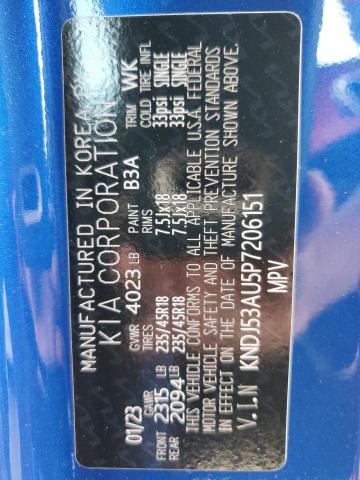 MANUFACTURED IN KOREA BY
KIA CORPORATION
01/23 GVWR 4023 LB PAINT B3A TRIM WK
GAWR TIRES RWS COLD TIRE INFL
FRONT 2315 LB 235/45R18 7.5JX18 33psi SINGLE
REAR 2094 LB 235/45R18 7.5JX18 33psi SINGLE
THIS VEHICLE CONFORMS TO ALL APPLICABLE U.S.A. FEDERAL
MOTOR VEHICLE SAFETY AND THEFT PREVENTION STANDARDS
IN EFFECT ON THE DATE OF MANUFACTURE SHOWN ABOVE.
V.I.N KNDJ53AU5P7206151
MPV